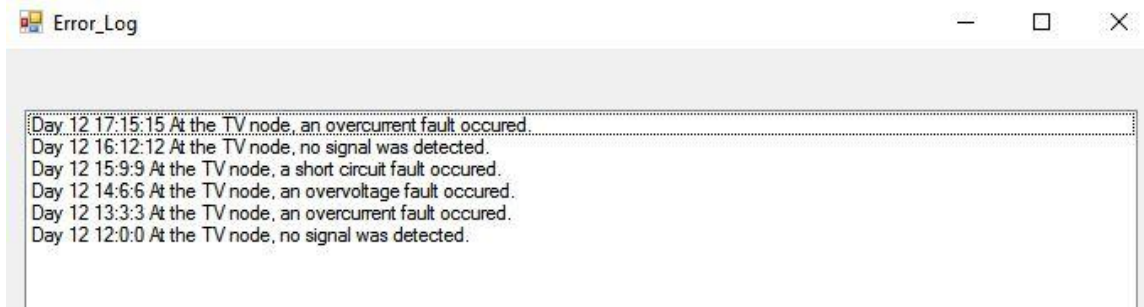 Error_Log
Day 12 17:15:15 At the TV node, an overcurrent fault occured.
Day 12 16:12:12 At the TV node, no signal was detected.
Day 12 15:9:9 At the TV node, a short circuit fault occured.
Day 12 14:6:6 At the TV node, an overvoltage fault occured.
Day 12 13:3:3 At the TV node, an overcurrent fault occured.
Day 12 12:0:0 At the TV node, no signal was detected.